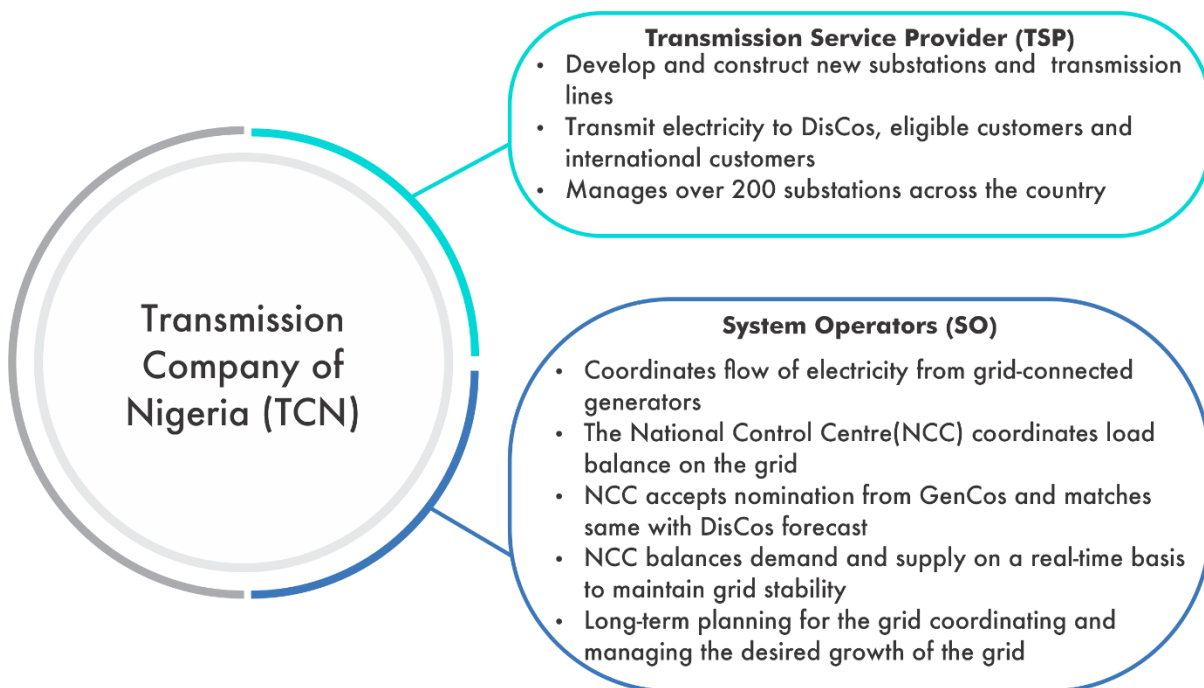 Transmission Service Provider (TSP)
• Develop and construct new substations and transmission
lines
• Transmit electricity to DisCos, eligible customers and
international customers
• Manages over 200 substations across the country
Transmission
Company of
Nigeria (TCN)
System Operators (SO)
• Coordinates flow of electricity from grid-connected
generators
• The National Control Centre(NCC) coordinates load
balance on the grid
• NCC accepts nomination from GenCos and matches
same with DisCos forecast
• NCC balances demand and supply on a real-time basis
to maintain grid stability
• Long-term planning for the grid coordinating and
managing the desired growth of the grid